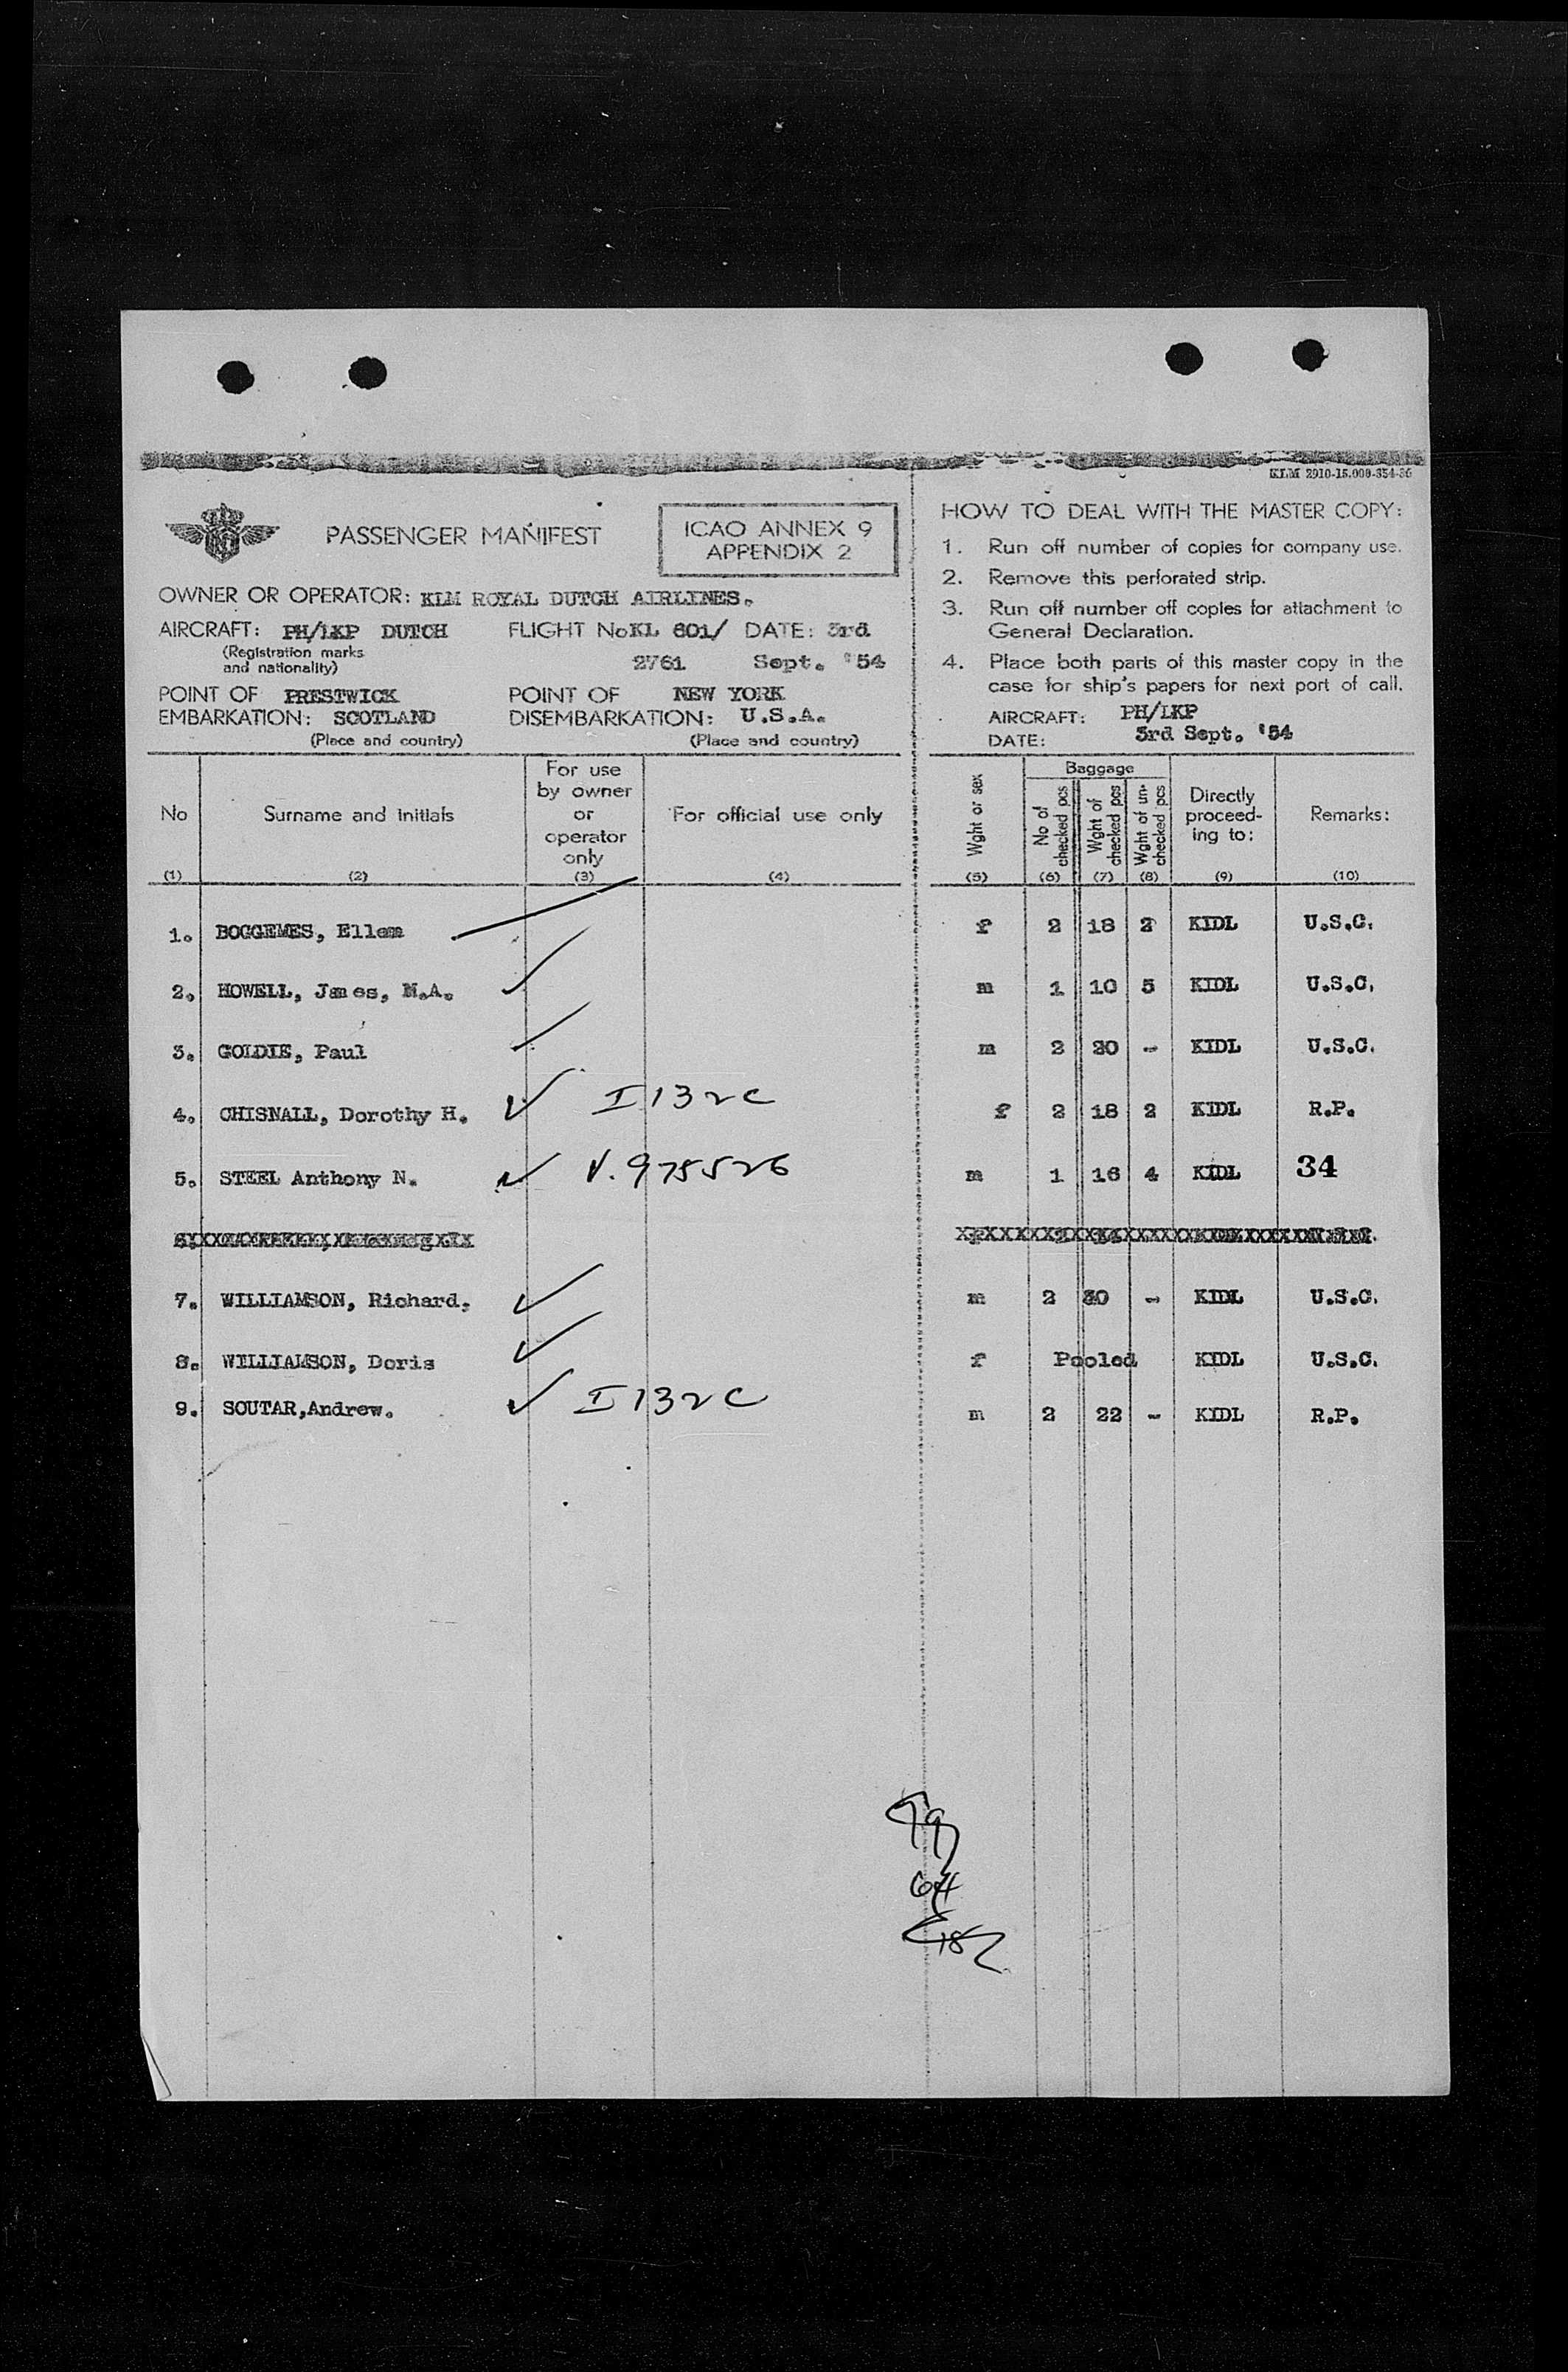 KLM 2910-15.000-354-36
PASSENGER MANIFEST
ICAO ANNEX 9
APPENDIX 2
OWNER OR OPERATOR: KLM ROYAL DUTCH AIRLINES.
AIRCRAFT: PH/LKP DUTCH FLIGHT No KL 601/ DATE: 3rd
(Registration marks
and nationality) 2761 Sept. '54
POINT OF PRESTWICK POINT OF NEW YORK
EMBARKATION: SCOTLAND DISEMBARKATION: U.S.A.
(Place and country) (Place and country)
HOW TO DEAL WITH THE MASTER COPY:
1. Run off number of copies for company use.
2. Remove this perforated strip.
3. Run off number off copies for attachment to
General Declaration.
4. Place both parts of this master copy in the
case for ship's papers for next port of call.
AIRCRAFT: PH/LKP
DATE: 3rd Sept. '54
No Surname and initials For use by owner or operator only For official use only Wght or sex Baggage No of checked pcs Wght of checked pcs Wght of un-checked pcs Directly proceed-ing to: Remarks:
(1) (2) (3) (4) (5) (6) (7) (8) (9) (10)
1. BOGGEMES, Ellem f 2 18 2 KIDL U.S.C.
2. HOWELL, James, M.A. m 1 10 5 KIDL U.S.C.
3. GOLDIE, Paul m 2 20 - KIDL U.S.C.
4. CHISNALL, Dorothy H. I 132 C f 2 18 2 KIDL R.P.
5. STEEL Anthony N. V. 975526 m 1 16 4 KIDL 34
7. WILLIAMSON, Richard. m 2 30 - KIDL U.S.C.
8. WILLIAMSON, Doris f Pooled KIDL U.S.C.
9. SOUTAR,Andrew. I 132 C m 2 22 - KIDL R.P.
64